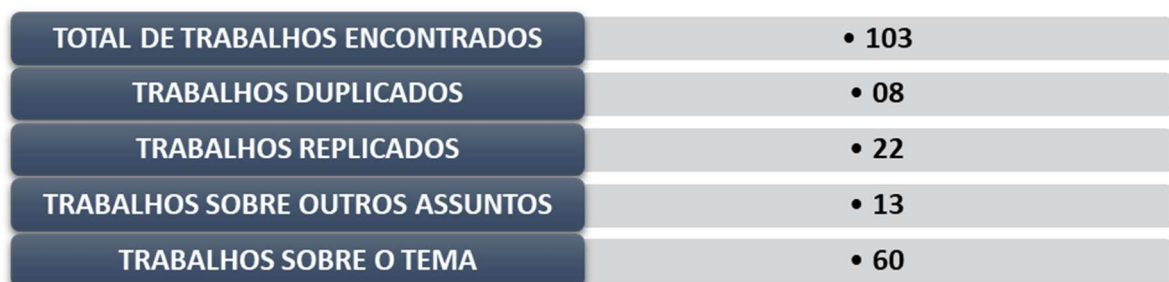 TOTAL DE TRABALHOS ENCONTRADOS • 103
TRABALHOS DUPLICADOS • 08
TRABALHOS REPLICADOS • 22
TRABALHOS SOBRE OUTROS ASSUNTOS • 13
TRABALHOS SOBRE O TEMA • 60